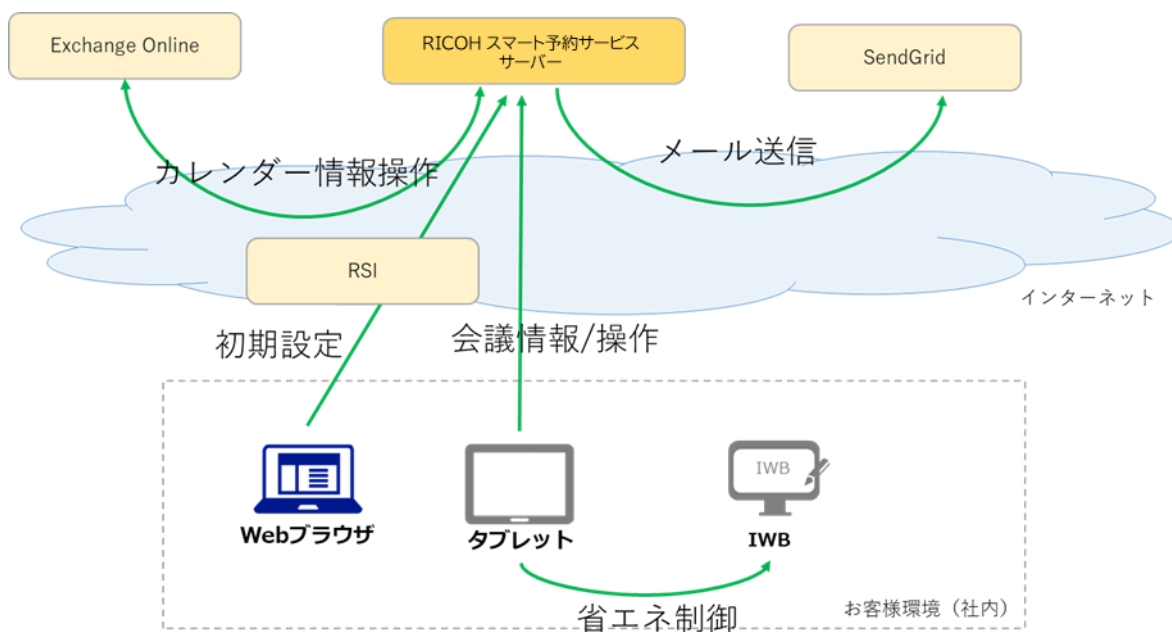 Exchange Online
RICOH スマート予約サービス
サーバー
SendGrid
カレンダー情報操作
メール送信
RSI
インターネット
初期設定
会議情報/操作
IWB
Webブラウザ
タブレット
IWB
省エネ制御
お客様環境（社内）